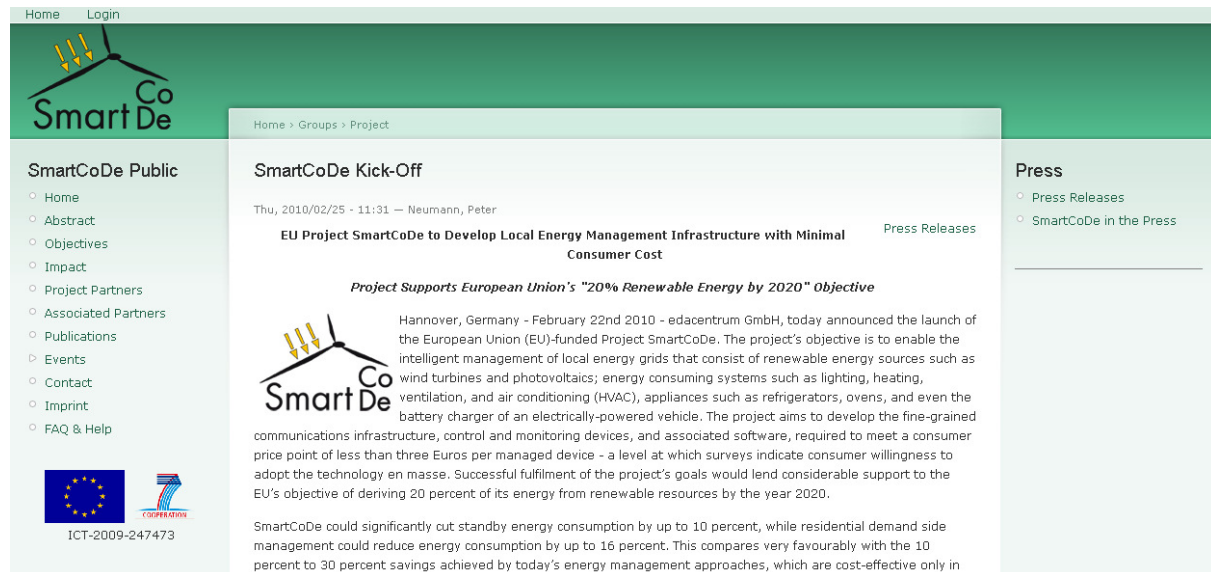 Home Login
Smart Co De
Home › Groups › Project
SmartCoDe Public
Home
Abstract
Objectives
Impact
Project Partners
Associated Partners
Publications
Events
Contact
Imprint
FAQ & Help
7
COOPERATION
ICT-2009-247473
SmartCoDe Kick-Off
Thu, 2010/02/25 - 11:31 — Neumann, Peter
Press Releases
EU Project SmartCoDe to Develop Local Energy Management Infrastructure with Minimal
Consumer Cost
Project Supports European Union's "20% Renewable Energy by 2020" Objective
Smart Co De
Hannover, Germany - February 22nd 2010 - edacentrum GmbH, today announced the launch of
the European Union (EU)-funded Project SmartCoDe. The project's objective is to enable the
intelligent management of local energy grids that consist of renewable energy sources such as
wind turbines and photovoltaics; energy consuming systems such as lighting, heating,
ventilation, and air conditioning (HVAC), appliances such as refrigerators, ovens, and even the
battery charger of an electrically-powered vehicle. The project aims to develop the fine-grained
communications infrastructure, control and monitoring devices, and associated software, required to meet a consumer
price point of less than three Euros per managed device - a level at which surveys indicate consumer willingness to
adopt the technology en masse. Successful fulfilment of the project's goals would lend considerable support to the
EU's objective of deriving 20 percent of its energy from renewable resources by the year 2020.
SmartCoDe could significantly cut standby energy consumption by up to 10 percent, while residential demand side
management could reduce energy consumption by up to 16 percent. This compares very favourably with the 10
percent to 30 percent savings achieved by today's energy management approaches, which are cost-effective only in
Press
Press Releases
SmartCoDe in the Press